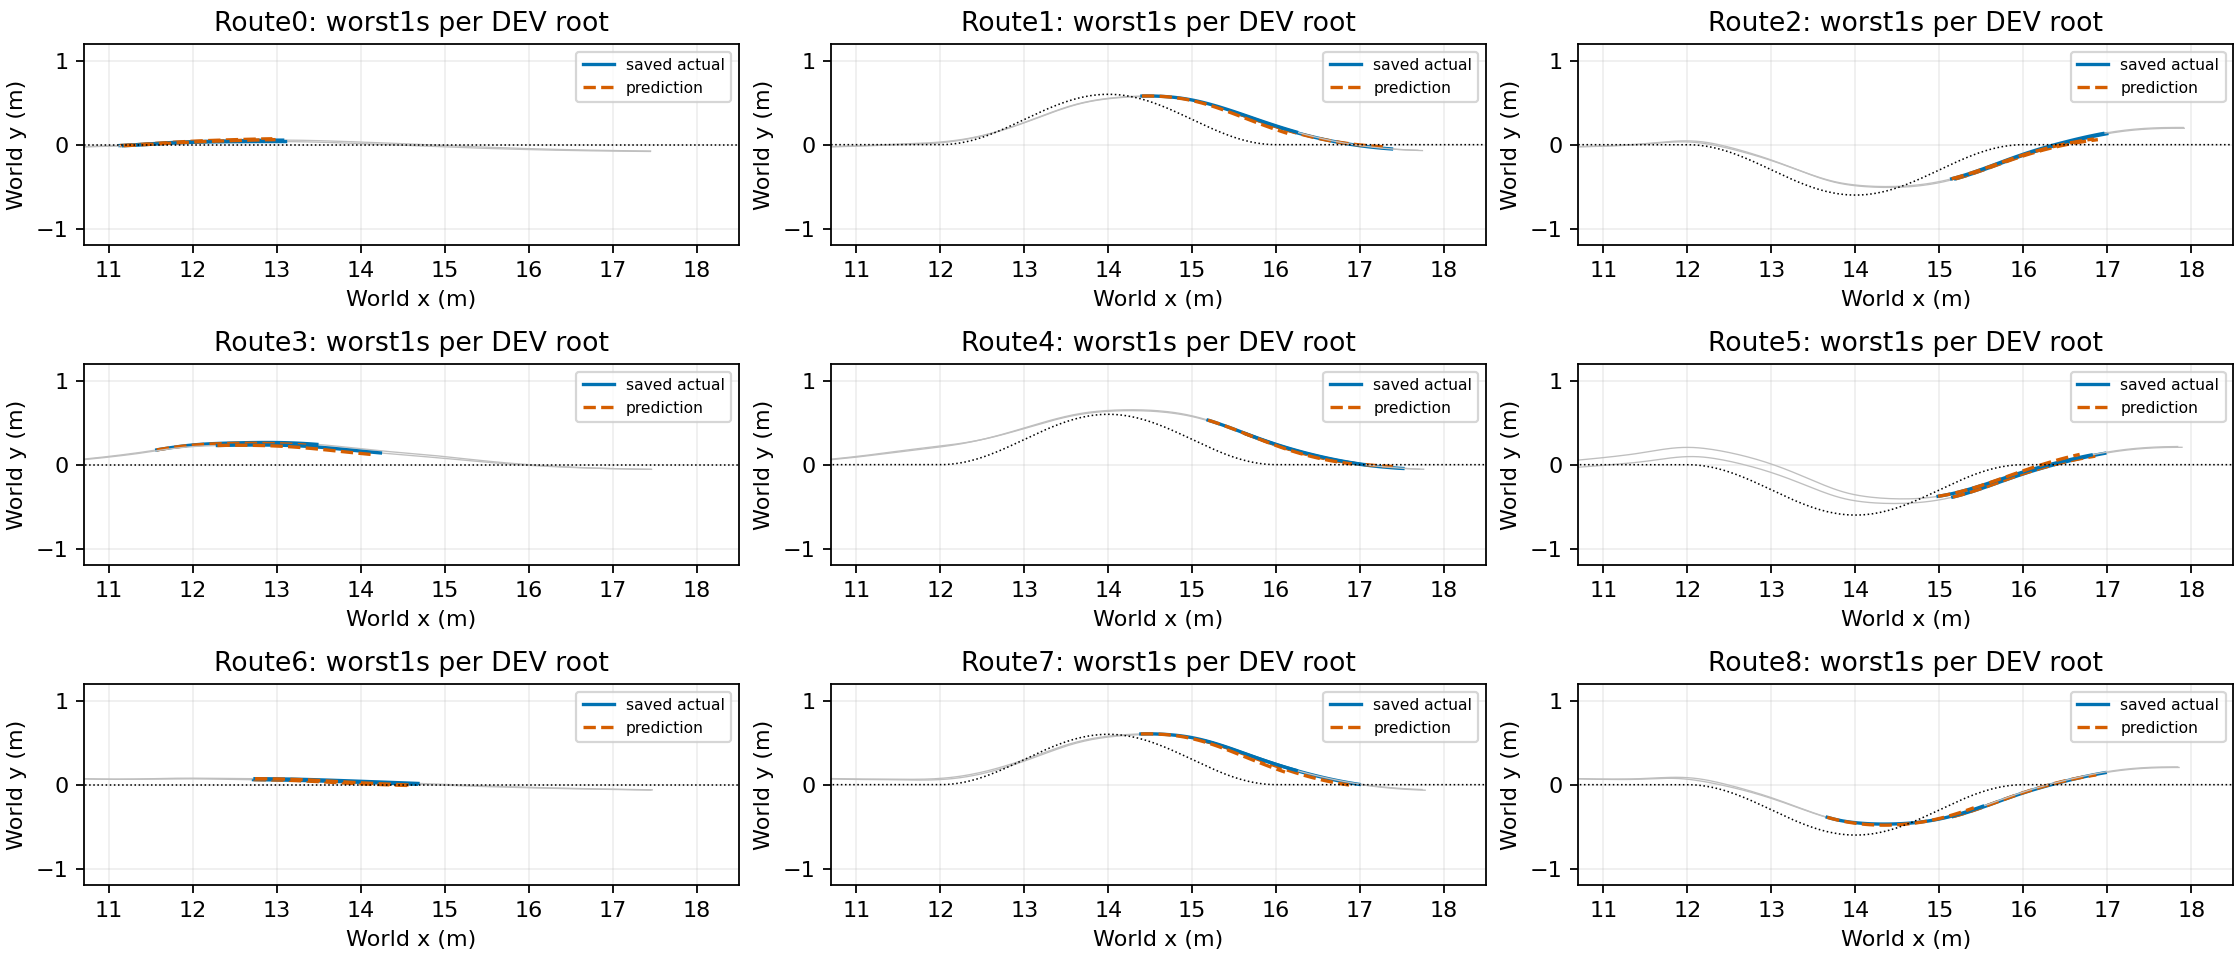 Route0: worst1s per DEV root
World y (m)
1
0
−1
saved actual
prediction
11 12 13 14 15 16 17 18
World x (m)
Route1: worst1s per DEV root
World y (m)
1
0
−1
saved actual
prediction
11 12 13 14 15 16 17 18
World x (m)
Route2: worst1s per DEV root
World y (m)
1
0
−1
saved actual
prediction
11 12 13 14 15 16 17 18
World x (m)
Route3: worst1s per DEV root
World y (m)
1
0
−1
saved actual
prediction
11 12 13 14 15 16 17 18
World x (m)
Route4: worst1s per DEV root
World y (m)
1
0
−1
saved actual
prediction
11 12 13 14 15 16 17 18
World x (m)
Route5: worst1s per DEV root
World y (m)
1
0
−1
saved actual
prediction
11 12 13 14 15 16 17 18
World x (m)
Route6: worst1s per DEV root
World y (m)
1
0
−1
saved actual
prediction
11 12 13 14 15 16 17 18
World x (m)
Route7: worst1s per DEV root
World y (m)
1
0
−1
saved actual
prediction
11 12 13 14 15 16 17 18
World x (m)
Route8: worst1s per DEV root
World y (m)
1
0
−1
saved actual
prediction
11 12 13 14 15 16 17 18
World x (m)